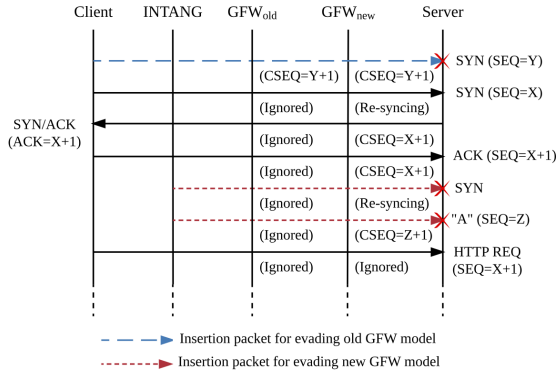 Client INTANG GFWold GFWnew Server
SYN (SEQ=Y)
(CSEQ=Y+1) (CSEQ=Y+1)
SYN (SEQ=X)
(Ignored) (Re-syncing)
SYN/ACK
(ACK=X+1)
(Ignored) (CSEQ=X+1)
ACK (SEQ=X+1)
(Ignored) (CSEQ=X+1)
SYN
(Ignored) (Re-syncing)
"A" (SEQ=Z)
(Ignored) (CSEQ=Z+1)
HTTP REQ
(SEQ=X+1)
(Ignored) (Ignored)
Insertion packet for evading old GFW model
Insertion packet for evading new GFW model